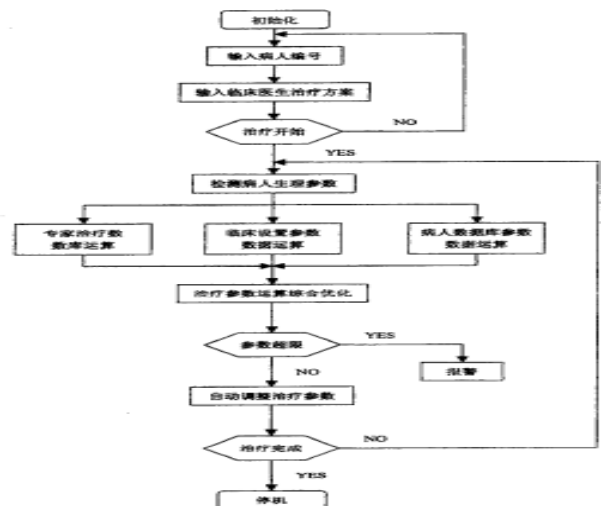 初始化
输入病人编号
输入临床医生治疗方案
治疗开始
NO
YES
检测病人生理参数
专家治疗数
数库运算
临床设置参数
数据运算
病人数据库参数
数据运算
治疗参数运算综合优化
参数超限
YES
报警
NO
自动调整治疗参数
治疗完成
NO
YES
停机